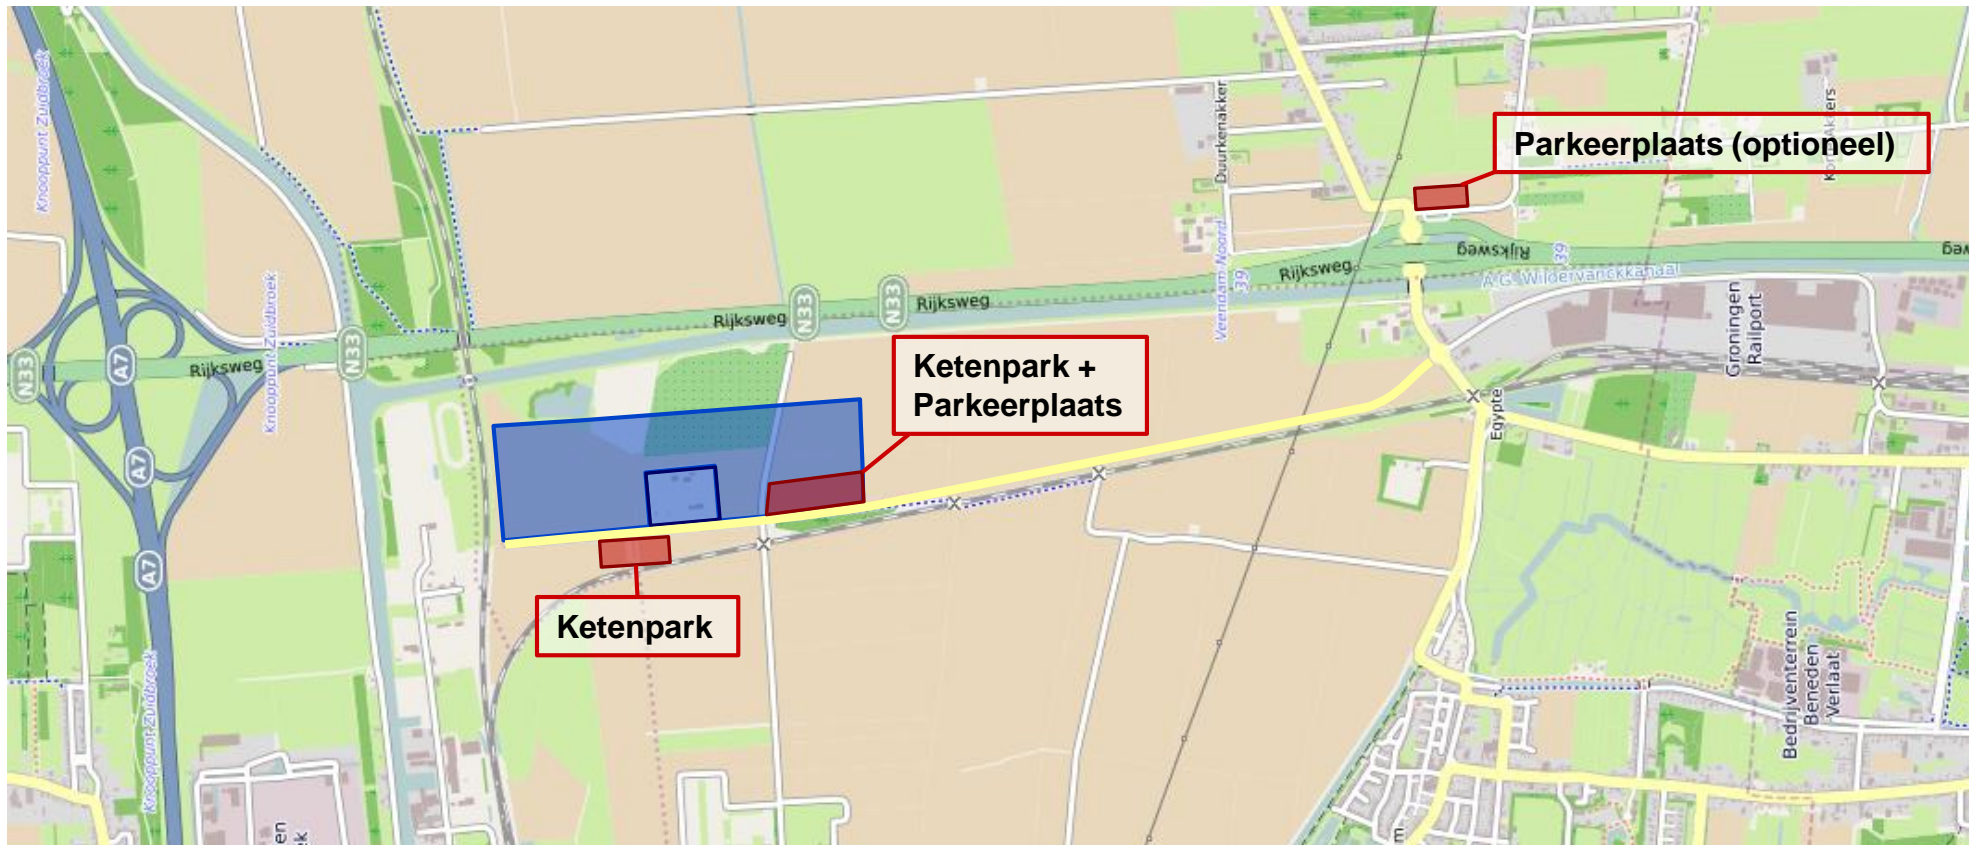 Knooppunt Zuidbroek
Duurkenakker
Parkeerplaats (optioneel)
Veendam-Noord
39
Rijksweg
39
Rijksweg
A.G. Wildervanckkanaal
Knooppunt Zuidbroek
N33
N33
Rijksweg
Rijksweg
N33
A7
N33
Rijksweg
Groningen
Railport
Ketenpark +
Parkeerplaats
Egypte
A7
A7
Ketenpark
Knooppunt Zuidbroek
Bedrijventerrein
Beneden
Verlaat